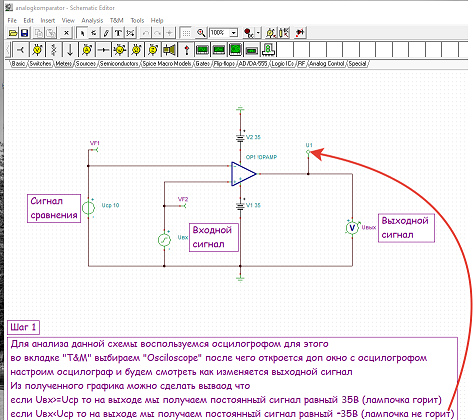 analogkomparator - Schematic Editor
File Edit Insert View Analysis T&M Tools Help
100%
Basic Switches Meters Sources Semiconductors Spice Macro Models Gates Flip-flops AD/DA-555 Logic ICs RF Analog Control Special
V2 35
U1
VF1
OP1 !OPAMP
Сигнал
сравнения
Uср 10
VF2
V1 35
Uвх
Входной
сигнал
Uвых
Выходной
сигнал
Шаг 1
Для анализа данной схемы воспользуемся осцилогрофом для этого
во вкладке "T&M" выбираем "Osciloscope" после чего откроется доп окно с осцилогрофом
настроим осцилограф и будем смотреть как изменяется выходной сигнал
Из полученного графика можно сделать вываод что
если Uвх>=Uср то на выходе мы получаем постоянный сигнал равный 35В (лампочка горит)
если Uвх<Uср то на выходе мы получаем постоянный сигнал равный -35В (лампочка не горит)